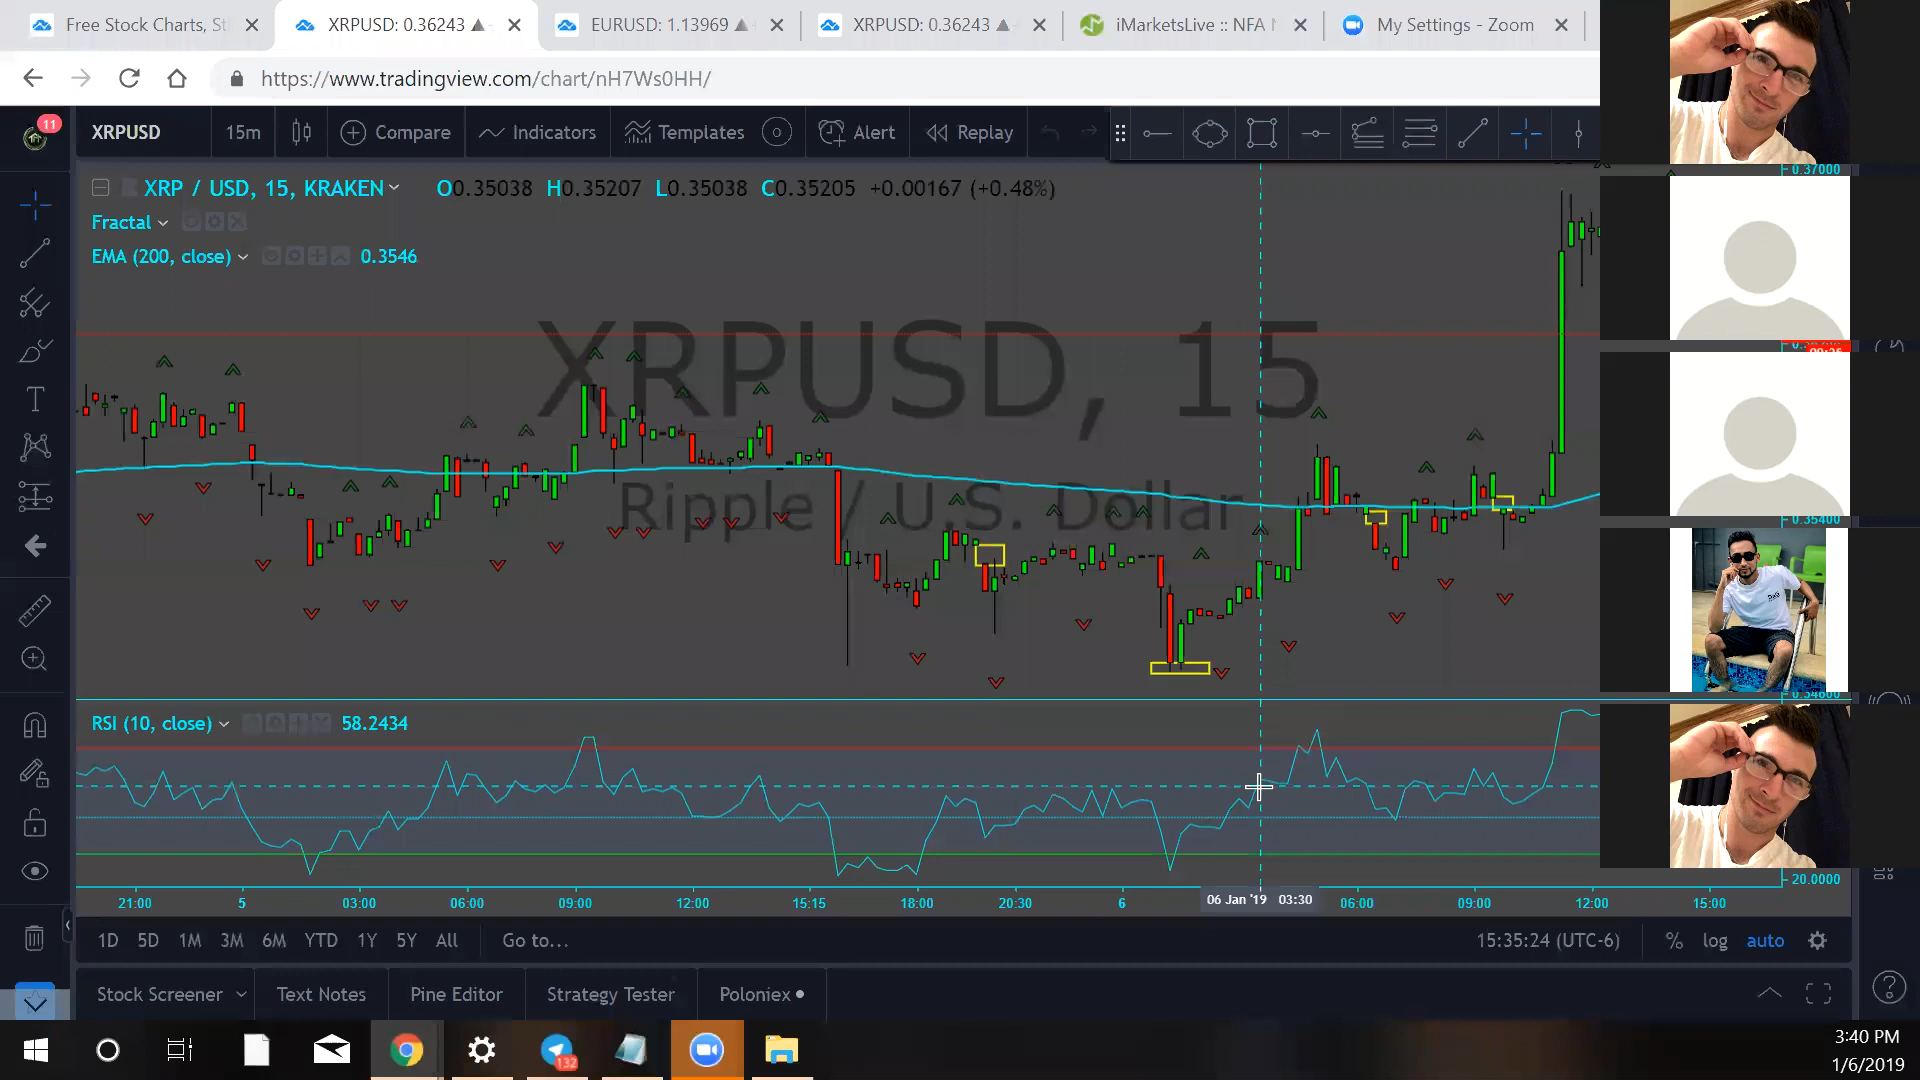 Free Stock Charts, St
XRPUSD: 0.36243 ▲
EURUSD: 1.13969 ▲
XRPUSD: 0.36243 ▲
iMarketsLive :: NFA
My Settings - Zoom
https://www.tradingview.com/chart/nH7Ws0HH/
11
XRPUSD
15m
Compare
Indicators
Templates
Alert
Replay
XRP / USD, 15, KRAKEN
O0.35038 H0.35207 L0.35038 C0.35205 +0.00167 (+0.48%)
Fractal
EMA (200, close)
0.3546
XRPUSD, 15
Ripple / U.S. Dollar
0.37000
0.35400
0.34600
RSI (10, close)
58.2434
20.0000
21:00 5 03:00 06:00 09:00 12:00 15:15 18:00 20:30 6 06 Jan '19 03:30 06:00 09:00 12:00 15:00
1D 5D 1M 3M 6M YTD 1Y 5Y All Go to...
15:35:24 (UTC-6) % log auto
Stock Screener
Text Notes
Pine Editor
Strategy Tester
Poloniex
132
3:40 PM
1/6/2019